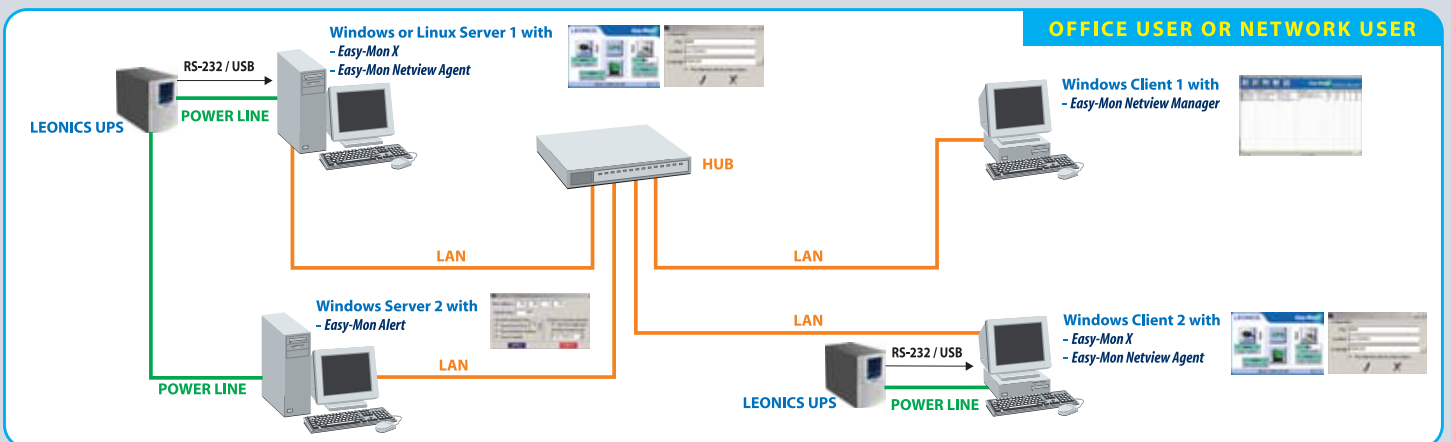 OFFICE USER OR NETWORK USER
Windows or Linux Server 1 with
– Easy-Mon X
– Easy-Mon Netview Agent
LEONICS
RS-232 / USB
POWER LINE
LEONICS UPS
HUB
Windows Client 1 with
– Easy-Mon Netview Manager
LAN
LAN
Windows Server 2 with
– Easy-Mon Alert
LAN
POWER LINE
LAN
Windows Client 2 with
– Easy-Mon X
– Easy-Mon Netview Agent
LEONICS
RS-232 / USB
POWER LINE
LEONICS UPS